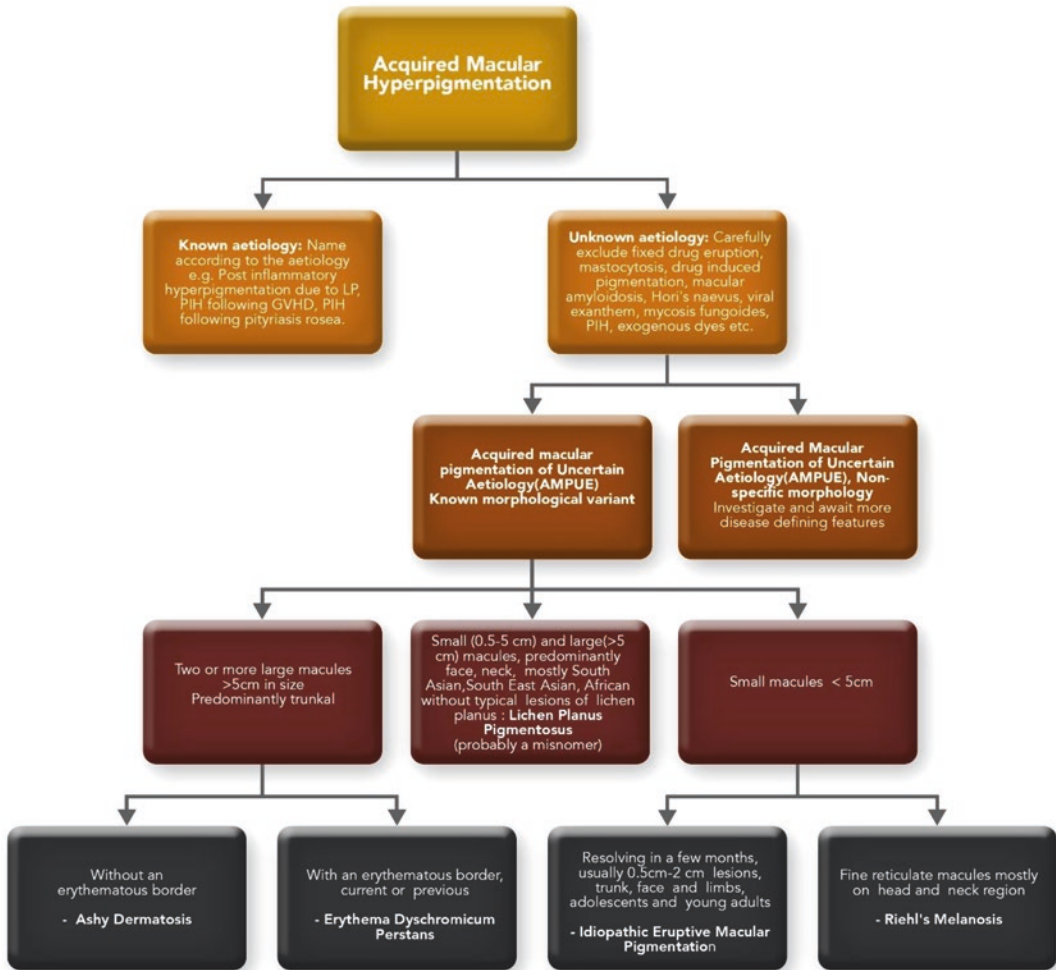 Acquired Macular
Hyperpigmentation
Known aetiology: Name
according to the aetiology
e.g. Post inflammatory
hyperpigmentation due to LP,
PIH following GVHD, PIH
following pityriasis rosea.
Unknown aetiology: Carefully
exclude fixed drug eruption,
mastocytosis, drug induced
pigmentation, macular
amyloidosis, Hori's naevus, viral
exanthem, mycosis fungoides,
PIH, exogenous dyes etc.
Acquired macular
pigmentation of Uncertain
Aetiology(AMPUE)
Known morphological variant
Acquired Macular
Pigmentation of Uncertain
Aetiology(AMPUE), Non-
specific morphology
Investigate and await more
disease defining features
Two or more large macules
>5cm in size
Predominantly trunkal
Small (0.5-5 cm) and large(>5
cm) macules, predominantly
face, neck, mostly South
Asian,South East Asian, African
without typical lesions of lichen
planus : Lichen Planus
Pigmentosus
(probably a misnomer)
Small macules < 5cm
Without an
erythematous border
- Ashy Dermatosis
With an erythematous border,
current or previous
- Erythema Dyschromicum
Perstans
Resolving in a few months,
usually 0.5cm-2 cm lesions,
trunk, face and limbs,
adolescents and young adults
- Idiopathic Eruptive Macular
Pigmentation
Fine reticulate macules mostly
on head and neck region
- Riehl's Melanosis